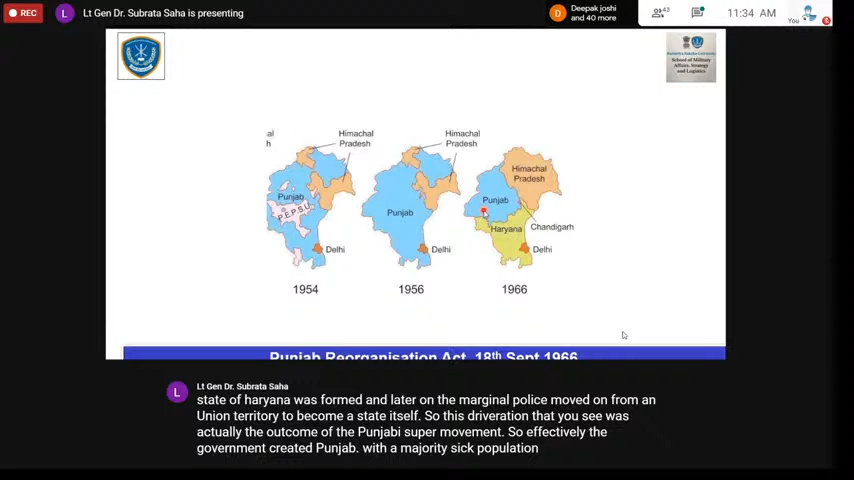 REC
L
Lt Gen Dr. Subrata Saha is presenting
D
Deepak joshi
and 40 more
43
11:34 AM
You
School of Military
Affairs, Strategy
and Logistics
al
h
Himachal
Pradesh
Punjab
P.E.P.S.U.
Delhi
1954
Himachal
Pradesh
Punjab
Delhi
1956
Himachal
Pradesh
Punjab
Haryana
Chandigarh
Delhi
1966
Punjab Reorganisation Act, 18th Sept 1966
L
Lt Gen Dr. Subrata Saha
state of haryana was formed and later on the marginal police moved on from an
Union territory to become a state itself. So this driveration that you see was
actually the outcome of the Punjabi super movement. So effectively the
government created Punjab. with a majority sick population